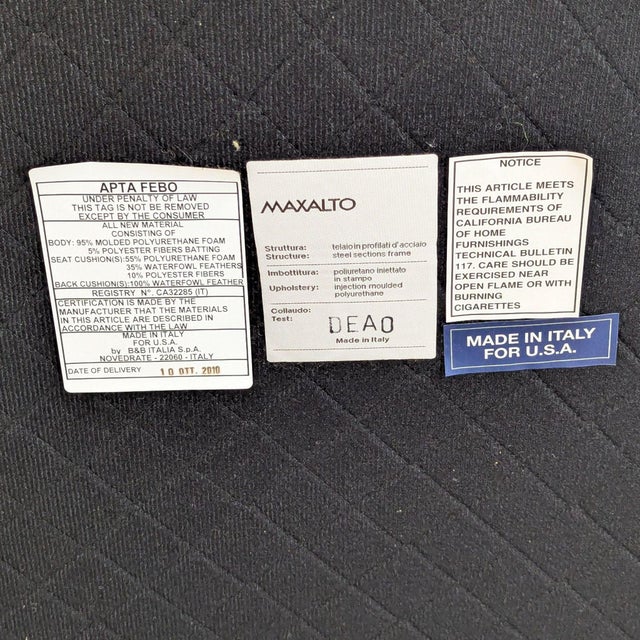 APTA FEBO
UNDER PENALTY OF LAW
THIS TAG IS NOT BE REMOVED
EXCEPT BY THE CONSUMER
ALL NEW MATERIAL
CONSISTING OF
BODY: 95% MOLDED POLYURETHANE FOAM
5% POLYESTER FIBERS BATTING
SEAT CUSHION(S):55% POLYURETHANE FOAM
35% WATERFOWL FEATHERS
10% POLYESTER FIBERS
BACK CUSHION(S):100% WATERFOWL FEATHER
REGISTRY N°. CA32285 (IT)
CERTIFICATION IS MADE BY THE
MANUFACTURER THAT THE MATERIALS
IN THIS ARTICLE ARE DESCRIBED IN
ACCORDANCE WITH THE LAW
MADE IN ITALY
FOR U.S.A.
by B&B ITALIA S.p.A.
NOVEDRATE - 22060 - ITALY
DATE OF DELIVERY 10 OTT. 2010
MAXALTO
Struttura: telaio in profilati d'acciaio
Structure: steel sections frame
Imbottitura: poliuretano iniettato
in stampo
Upholstery: injection moulded
polyurethane
Collaudo:
Test: DEAO
Made in Italy
NOTICE
THIS ARTICLE MEETS
THE FLAMMABILITY
REQUIREMENTS OF
CALIFORNIA BUREAU
OF HOME
FURNISHINGS
TECHNICAL BULLETIN
117. CARE SHOULD BE
EXERCISED NEAR
OPEN FLAME OR WITH
BURNING
CIGARETTES
MADE IN ITALY
FOR U.S.A.